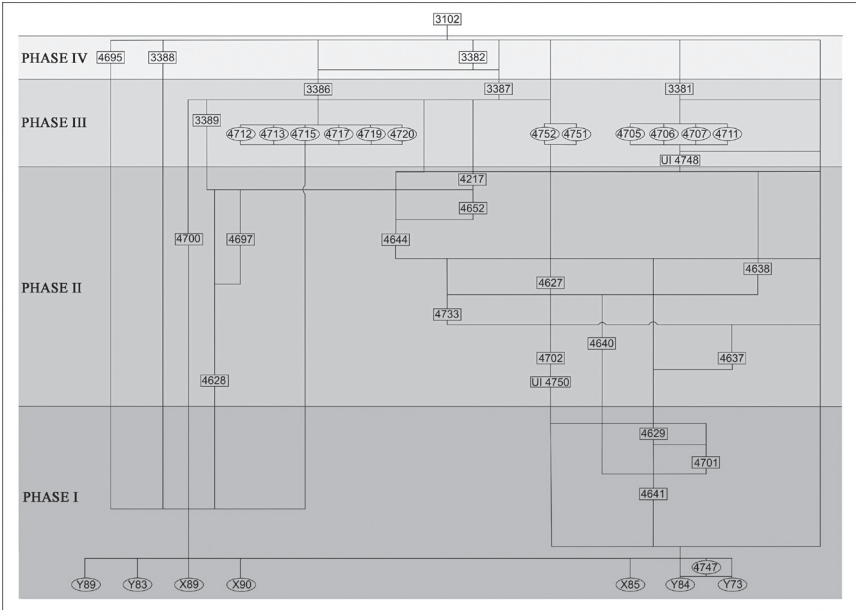 3102
PHASE IV 4695 3388 3382
3386 3387 3381
PHASE III 3389
4712 4713 4715 4717 4719 4720 4752 4751 4705 4706 4707 4711
UI 4748
4217
4652
4700 4697 4644
4638
PHASE II 4627
4733
4640
4702 4637
4628 UI 4750
4629
4701
PHASE I 4641
4747
Y89 Y83 X89 X90 X85 Y84 Y73